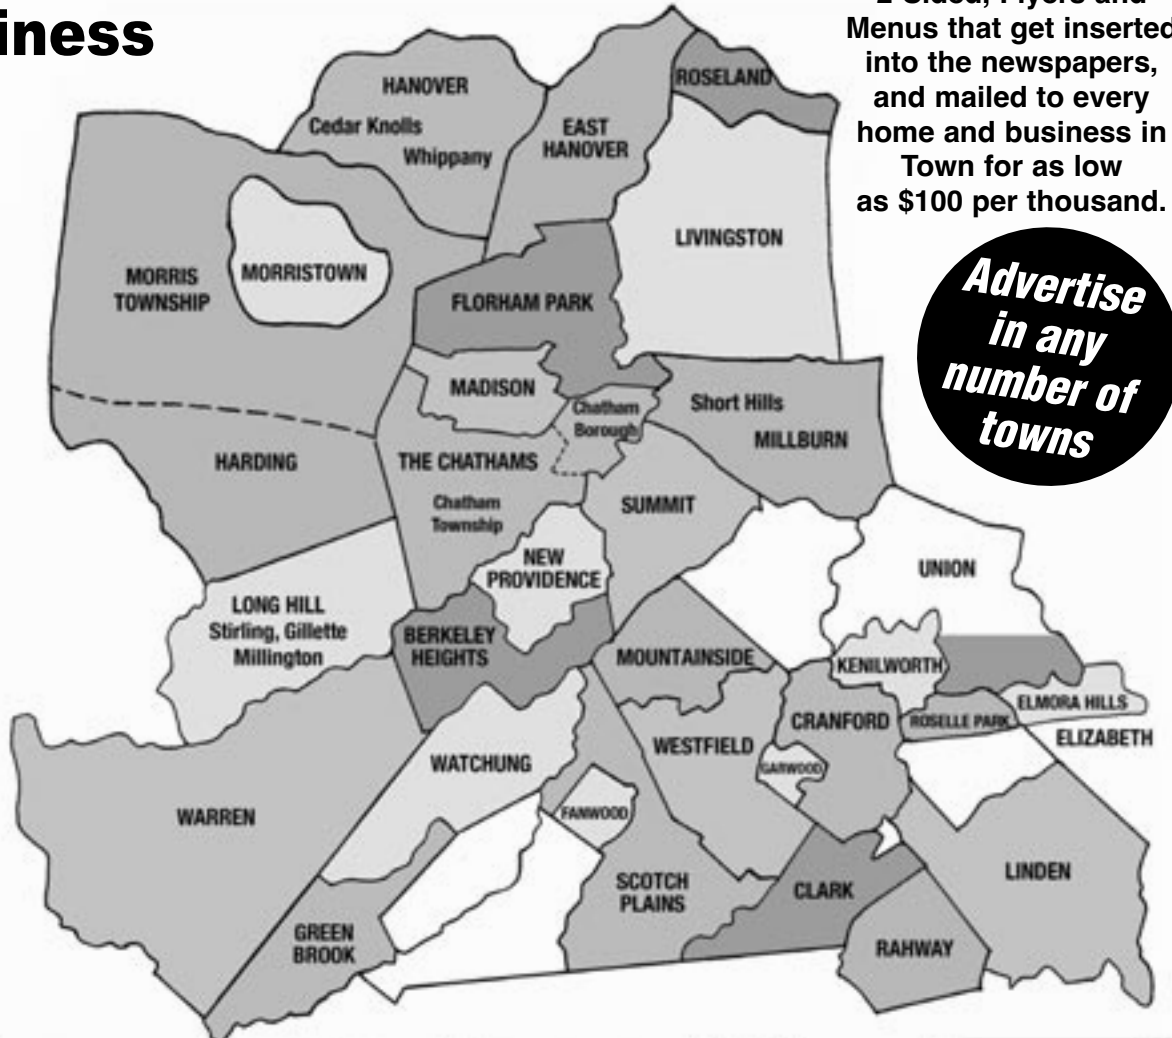 iness
2-Sided, Flyers and
Menus that get inserted
into the newspapers,
and mailed to every
home and business in
Town for as low
as $100 per thousand.
Advertise
in any
number of
towns
HANOVER
Cedar Knolls
Whippany
EAST
HANOVER
ROSELAND
LIVINGSTON
MORRIS
TOWNSHIP
MORRISTOWN
FLORHAM PARK
MADISON
Chatham
Borough
Short Hills
MILLBURN
HARDING
THE CHATHAMS
Chatham
Township
SUMMIT
NEW
PROVIDENCE
UNION
LONG HILL
Stirling, Gillette
Millington
BERKELEY
HEIGHTS
MOUNTAINSIDE
KENILWORTH
ELMORA HILLS
ROSELLE PARK
CRANFORD
ELIZABETH
WESTFIELD
GARWOOD
WATCHUNG
WARREN
FANWOOD
SCOTCH
PLAINS
CLARK
LINDEN
GREEN
BROOK
RAHWAY